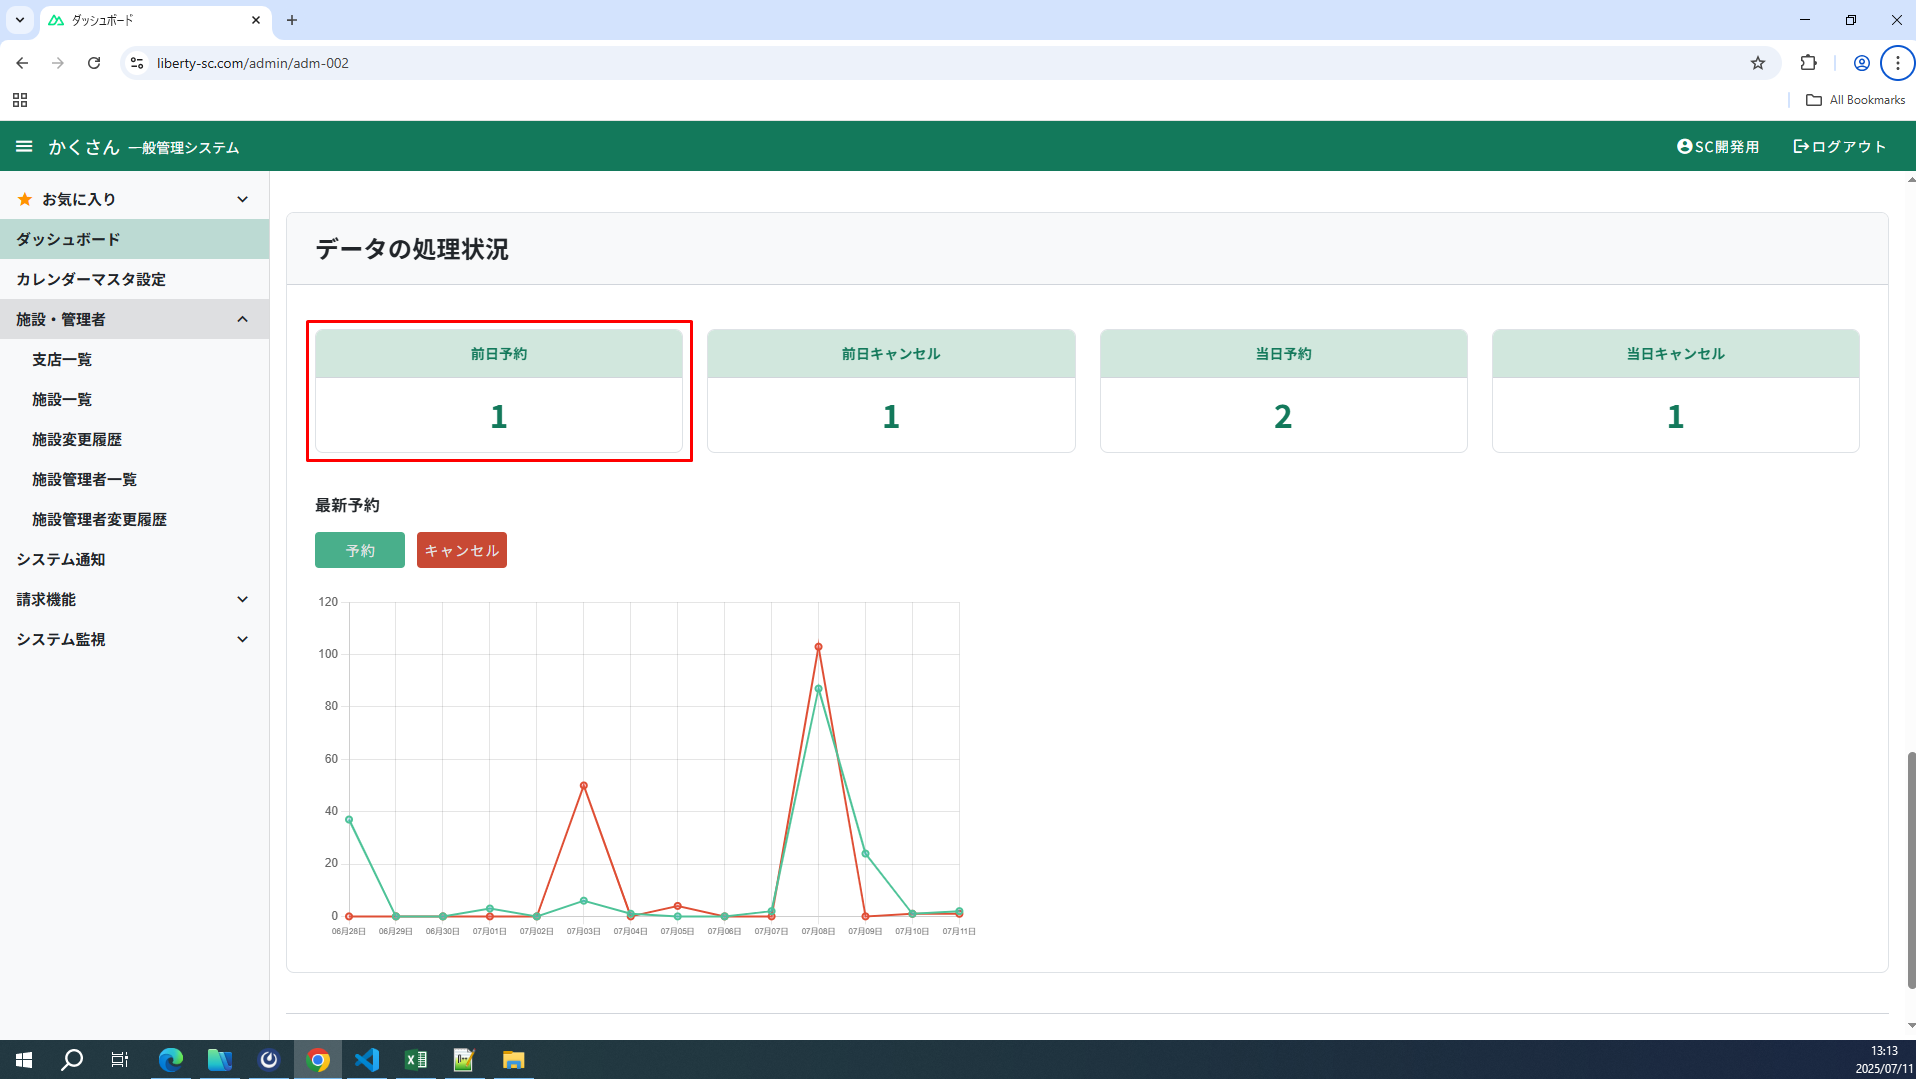 ダッシュボード
liberty-sc.com/admin/adm-002
All Bookmarks
かくさん 一般管理システム
SC開発用
ログアウト
お気に入り
ダッシュボード
カレンダーマスタ設定
施設・管理者
支店一覧
施設一覧
施設変更履歴
施設管理者一覧
施設管理者変更履歴
システム通知
請求機能
システム監視
データの処理状況
前日予約
1
前日キャンセル
1
当日予約
2
当日キャンセル
1
最新予約
予約 キャンセル
120
100
80
60
40
20
0
06月28日 06月29日 06月30日 07月01日 07月02日 07月03日 07月04日 07月05日 07月06日 07月07日 07月08日 07月09日 07月10日 07月11日
13:13
2025/07/11